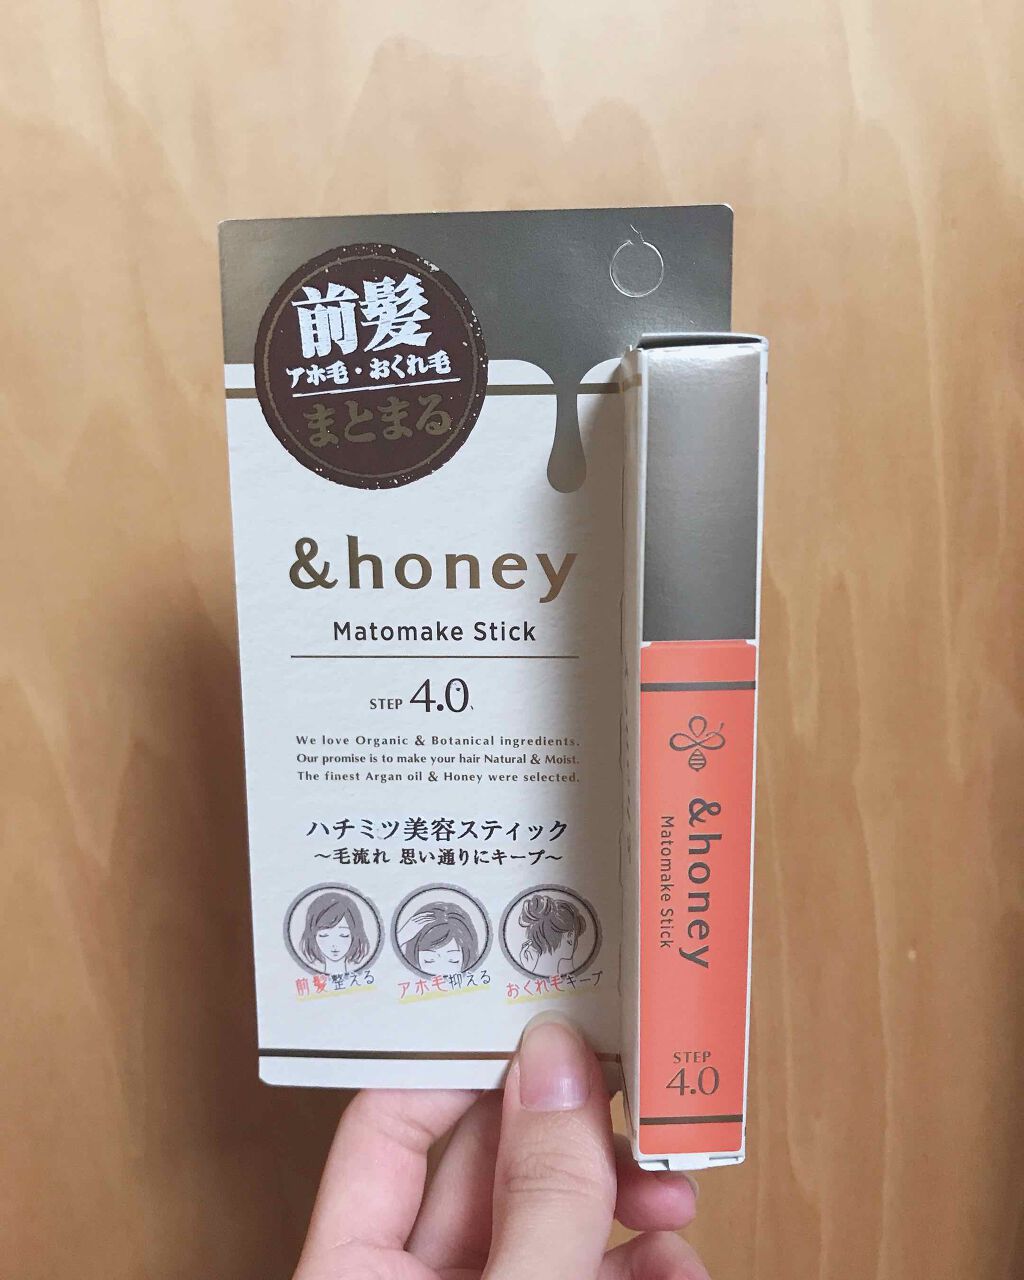 前髪
アホ毛・おくれ毛
まとまる
&honey
Matomake Stick
STEP 4.0
We love Organic & Botanical ingredients.
Our promise is to make your hair Natural & Moist.
The finest Argan oil & Honey were selected.
ハチミツ美容スティック
～毛流れ 思い通りにキープ～
前髪整える
アホ毛抑える
おくれ毛キープ
&honey
Matomake Stick
STEP
4.0